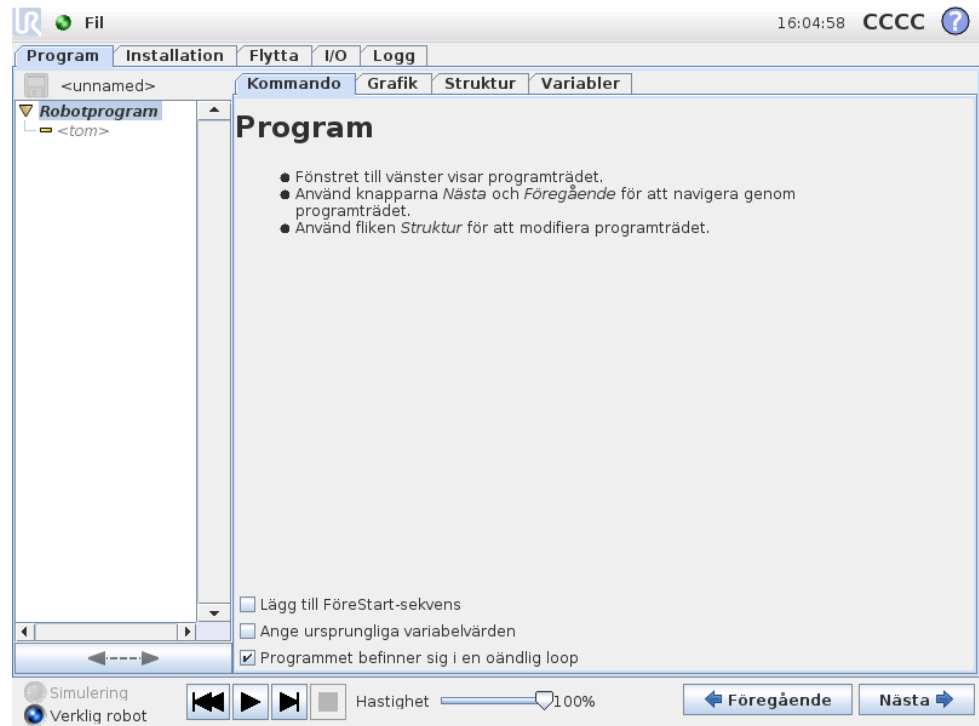 UR Fil 16:04:58 CCCC ?
Program Installation Flytta I/O Logg
<unnamed>
Kommando Grafik Struktur Variabler
Robotprogram
<tom>
Program
Fönstret till vänster visar programträdet.
Använd knapparna Nästa och Föregående för att navigera genom
programträdet.
Använd fliken Struktur för att modifiera programträdet.
Lägg till FöreStart-sekvens
Ange ursprungliga variabelvärden
Programmet befinner sig i en oändlig loop
Simulering
Verklig robot
Hastighet 100%
Föregående Nästa